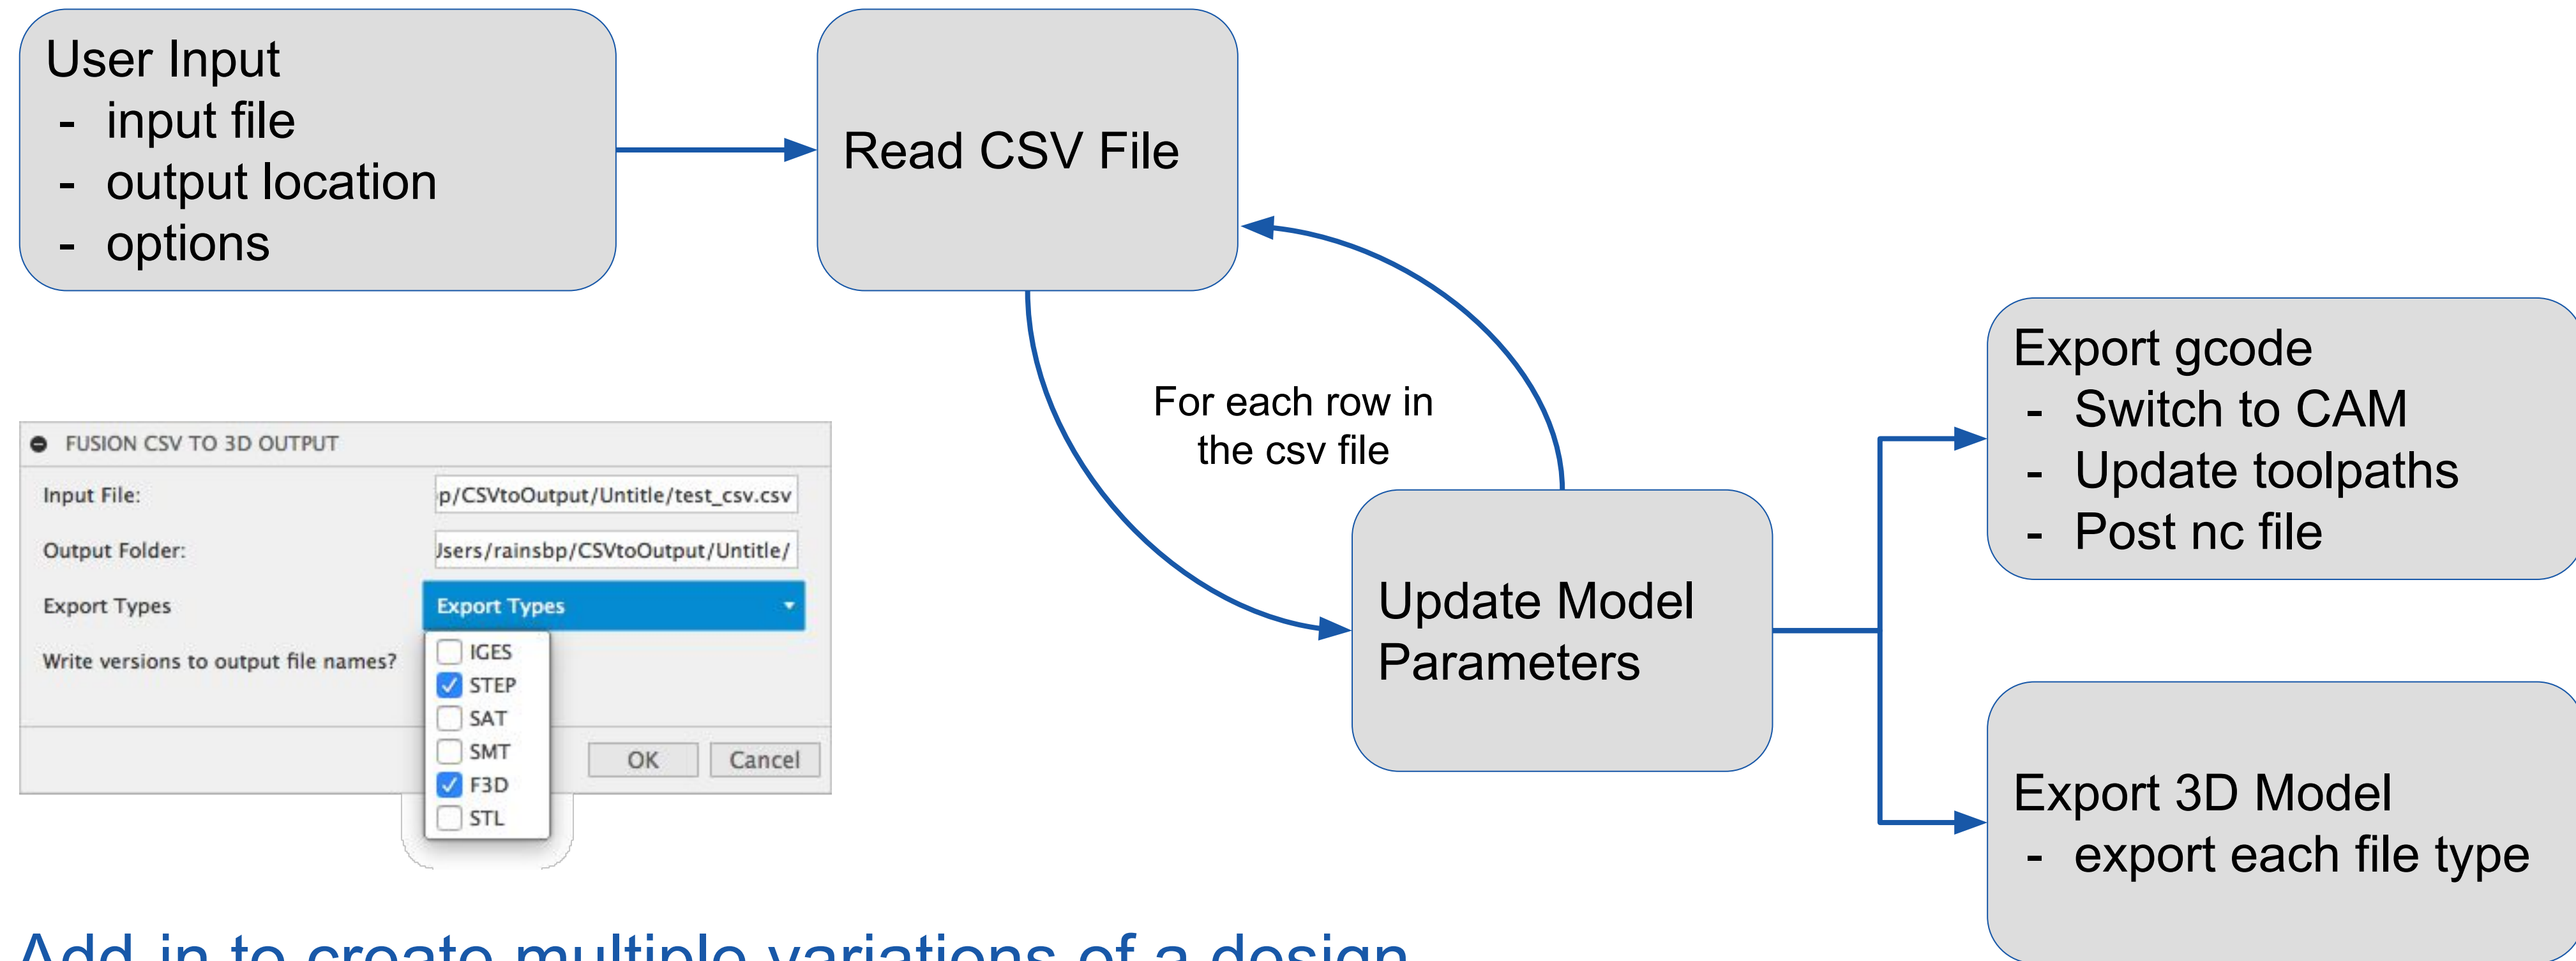 User Input
- input file
- output location
- options
Read CSV File
For each row in
the csv file
Update Model
Parameters
Export gcode
- Switch to CAM
- Update toolpaths
- Post nc file
Export 3D Model
- export each file type
FUSION CSV TO 3D OUTPUT
Input File:
p/CSVtoOutput/Untitle/test_csv.csv
Output Folder:
Users/rainsbp/CSVtoOutput/Untitle/
Export Types
Export Types
IGES
STEP
SAT
SMT
F3D
STL
Write versions to output file names?
OK
Cancel
Add-in to create multiple variations of a design